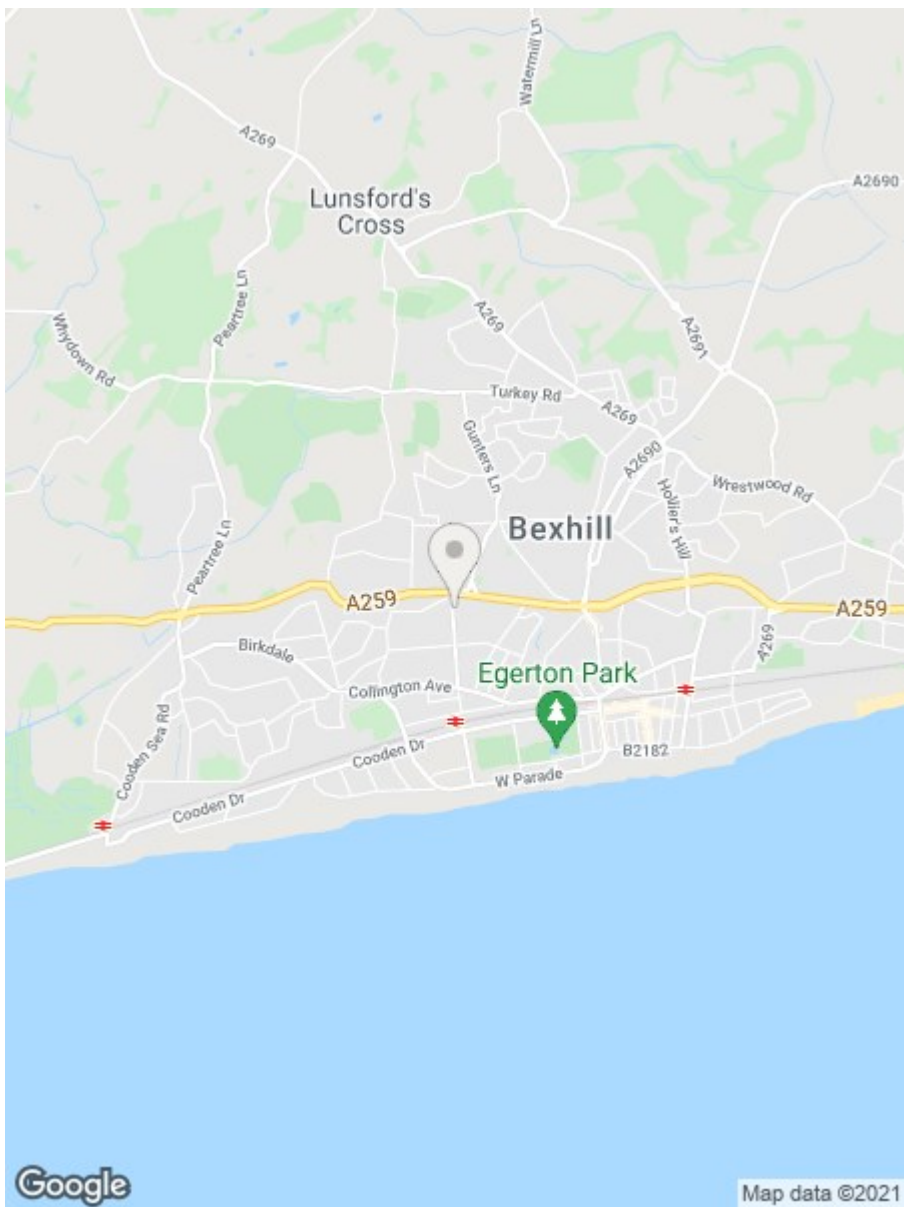 Watermill Ln
A269
A2690
Lunsford's
Cross
Peartree Ln
A269
A2691
Whydown Rd
Turkey Rd
A269
Gunters Ln
A2690
Wrestwood Rd
Hollier's Hill
Bexhill
Peartree Ln
A259
A259
Birkdale
A269
Egerton Park
Collington Ave
Cooden Sea Rd
Cooden Dr
B2182
W Parade
Cooden Dr
Google
Map data ©2021